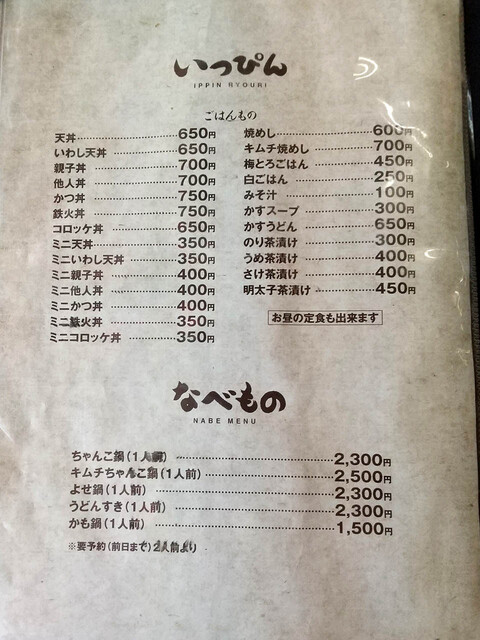 いっぴん
IPPIN RYOURI
ごはんもの
天丼 650円
いわし天丼 650円
親子丼 700円
他人丼 700円
かつ丼 750円
鉄火丼 750円
コロッケ丼 650円
ミニ天丼 350円
ミニいわし天丼 350円
ミニ親子丼 400円
ミニ他人丼 400円
ミニかつ丼 400円
ミニ鉄火丼 350円
ミニコロッケ丼 350円
焼めし 600円
キムチ焼めし 700円
梅とろごはん 450円
白ごはん 250円
みそ汁 100円
かすスープ 300円
かすうどん 650円
のり茶漬け 300円
うめ茶漬け 400円
さけ茶漬け 400円
明太子茶漬け 450円
お昼の定食も出来ます
なべもの
NABE MENU
ちゃんこ鍋(1人前) 2,300円
キムチちゃんこ鍋(1人前) 2,500円
よせ鍋(1人前) 2,300円
うどんすき(1人前) 2,300円
かも鍋(1人前) 1,500円
※要予約(前日まで)2人前より